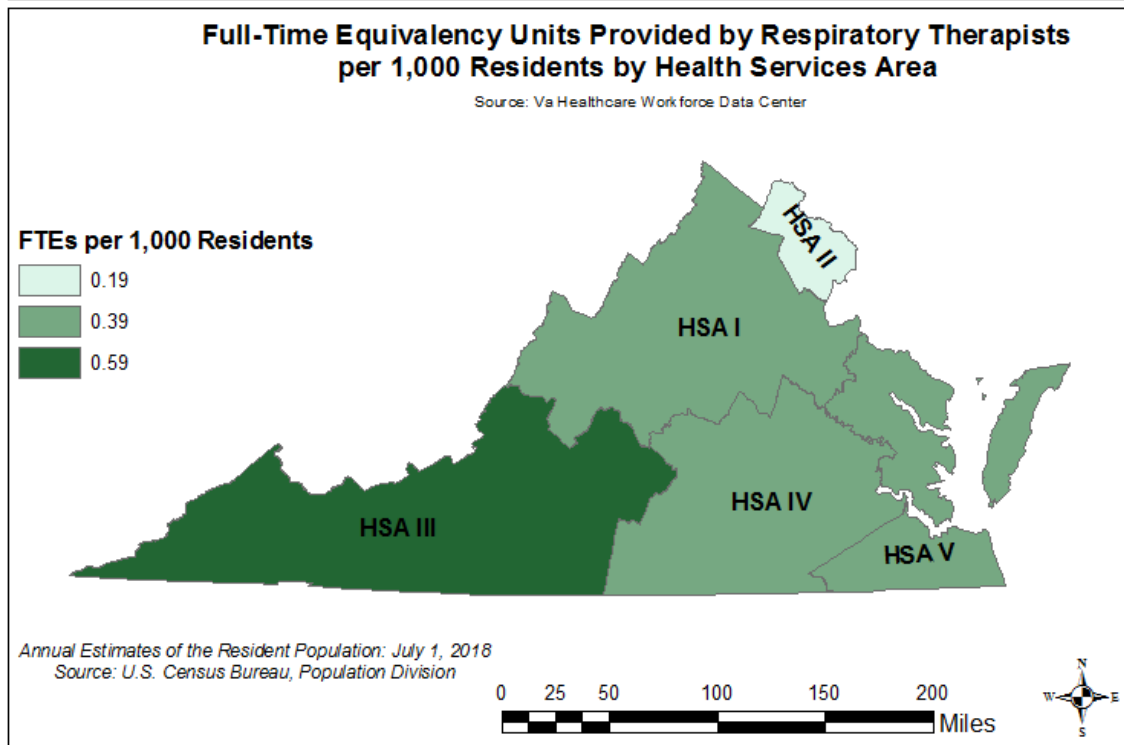 Full-Time Equivalency Units Provided by Respiratory Therapists
per 1,000 Residents by Health Services Area
Source: Va Healthcare Workforce Data Center
FTEs per 1,000 Residents
0.19
0.39
0.59
HSA II
HSA I
HSA IV
HSA III
HSA V
Annual Estimates of the Resident Population: July 1, 2018
Source: U.S. Census Bureau, Population Division
0 25 50 100 150 200
Miles
N
W E
S